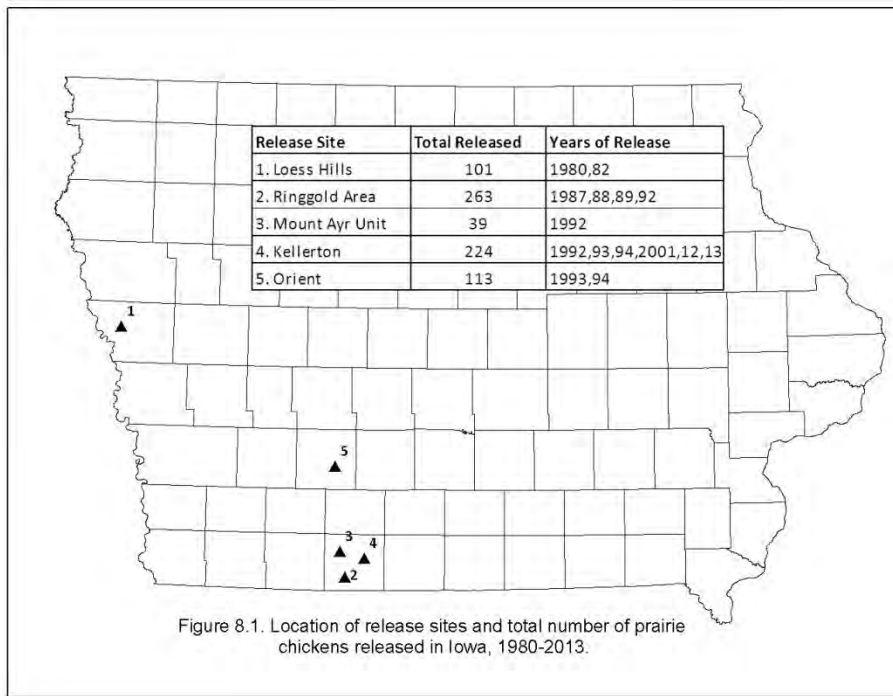 Release Site Total Released Years of Release
1. Loess Hills 101 1980,82
2. Ringgold Area 263 1987,88,89,92
3. Mount Ayr Unit 39 1992
4. Kellerton 224 1992,93,94,2001,12,13
5. Orient 113 1993,94
1
5
3
4
2
Figure 8.1. Location of release sites and total number of prairie
chickens released in Iowa, 1980-2013.